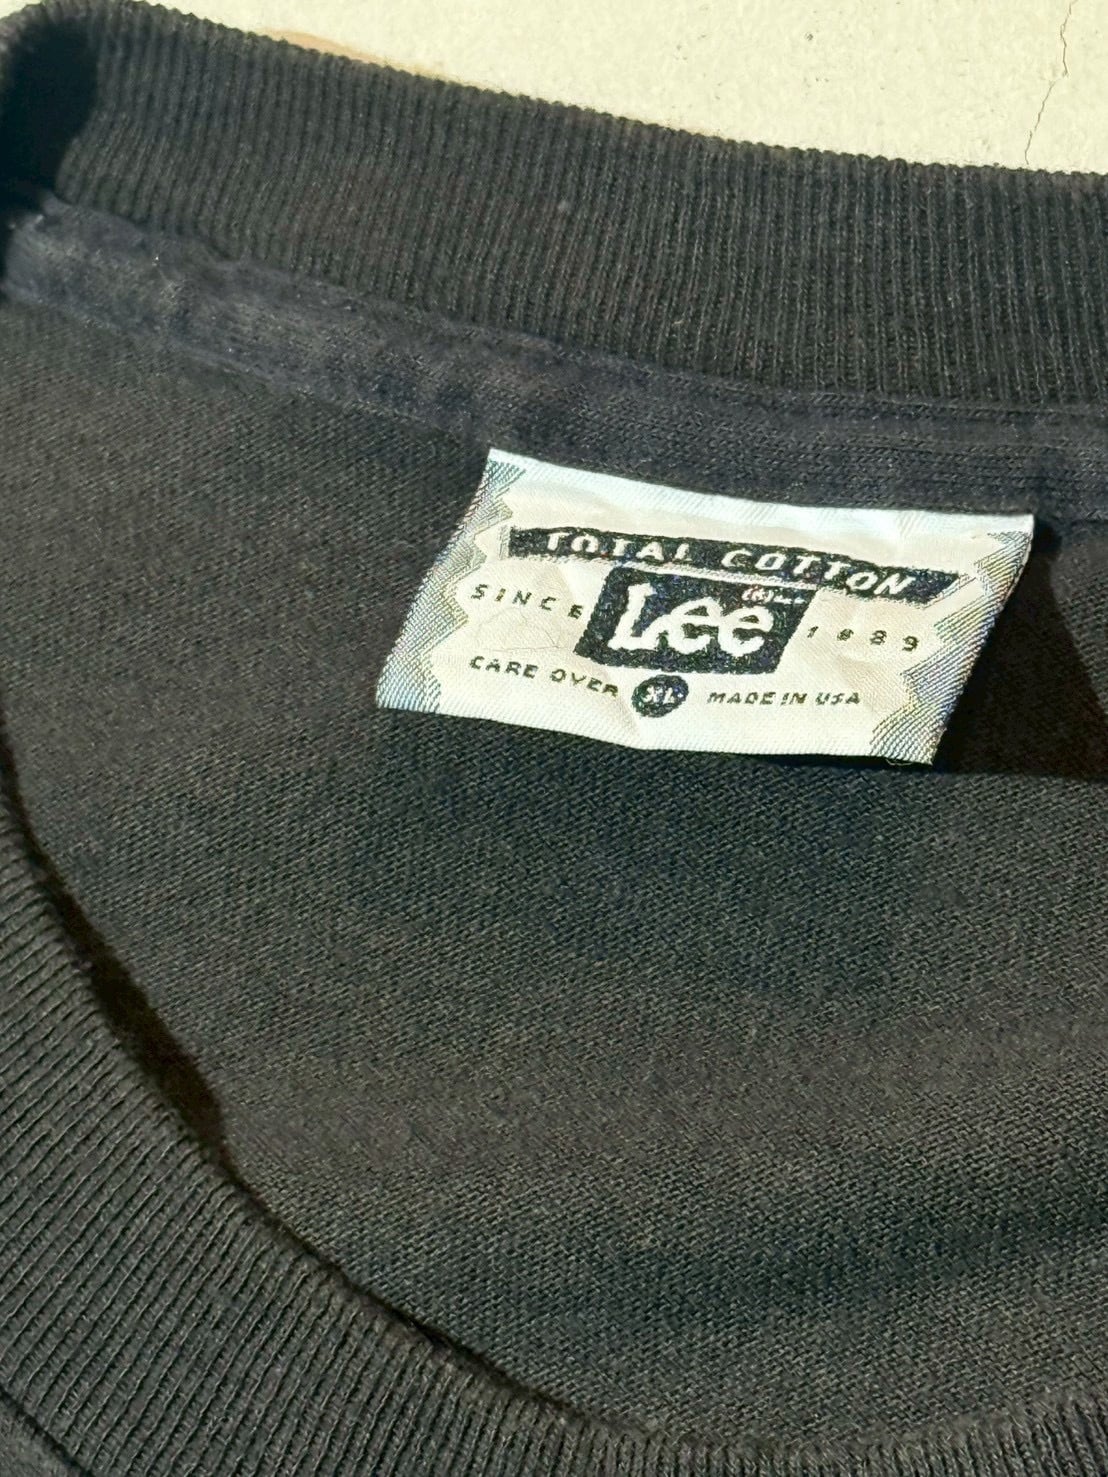 TOTAL COTTON
SINCE Lee® 1889
CARE OVER XL MADE IN USA